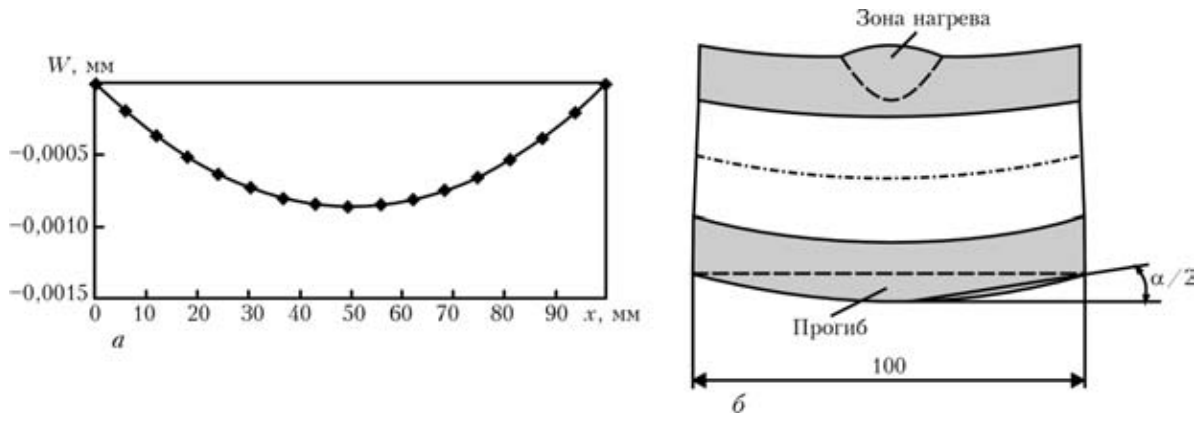 W, мм
−0,0005
−0,0010
−0,0015
0 10 20 30 40 50 60 70 80 90 x, мм
а
Зона нагрева
α/2
Прогиб
100
б